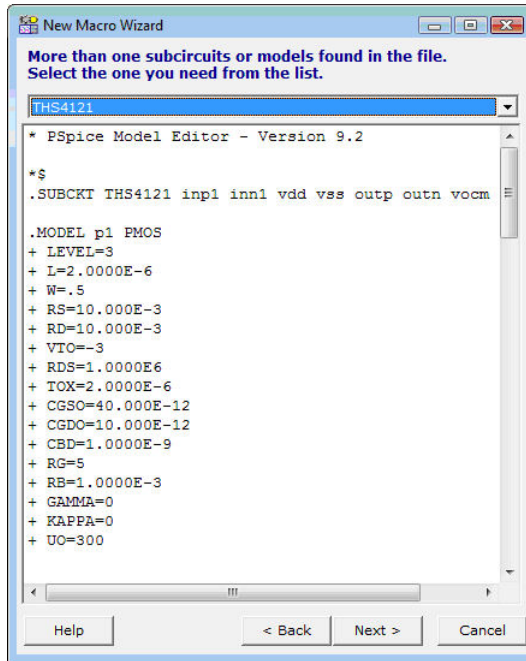 New Macro Wizard
More than one subcircuits or models found in the file.
Select the one you need from the list.
THS4121
* PSpice Model Editor - Version 9.2
*$
.SUBCKT THS4121 inp1 inn1 vdd vss outp outn vocm
.MODEL p1 PMOS
+ LEVEL=3
+ L=2.0000E-6
+ W=.5
+ RS=10.000E-3
+ RD=10.000E-3
+ VTO=-3
+ RDS=1.0000E6
+ TOX=2.0000E-6
+ CGSO=40.000E-12
+ CGDO=10.000E-12
+ CBD=1.0000E-9
+ RG=5
+ RB=1.0000E-3
+ GAMMA=0
+ KAPPA=0
+ UO=300
Help
< Back
Next >
Cancel